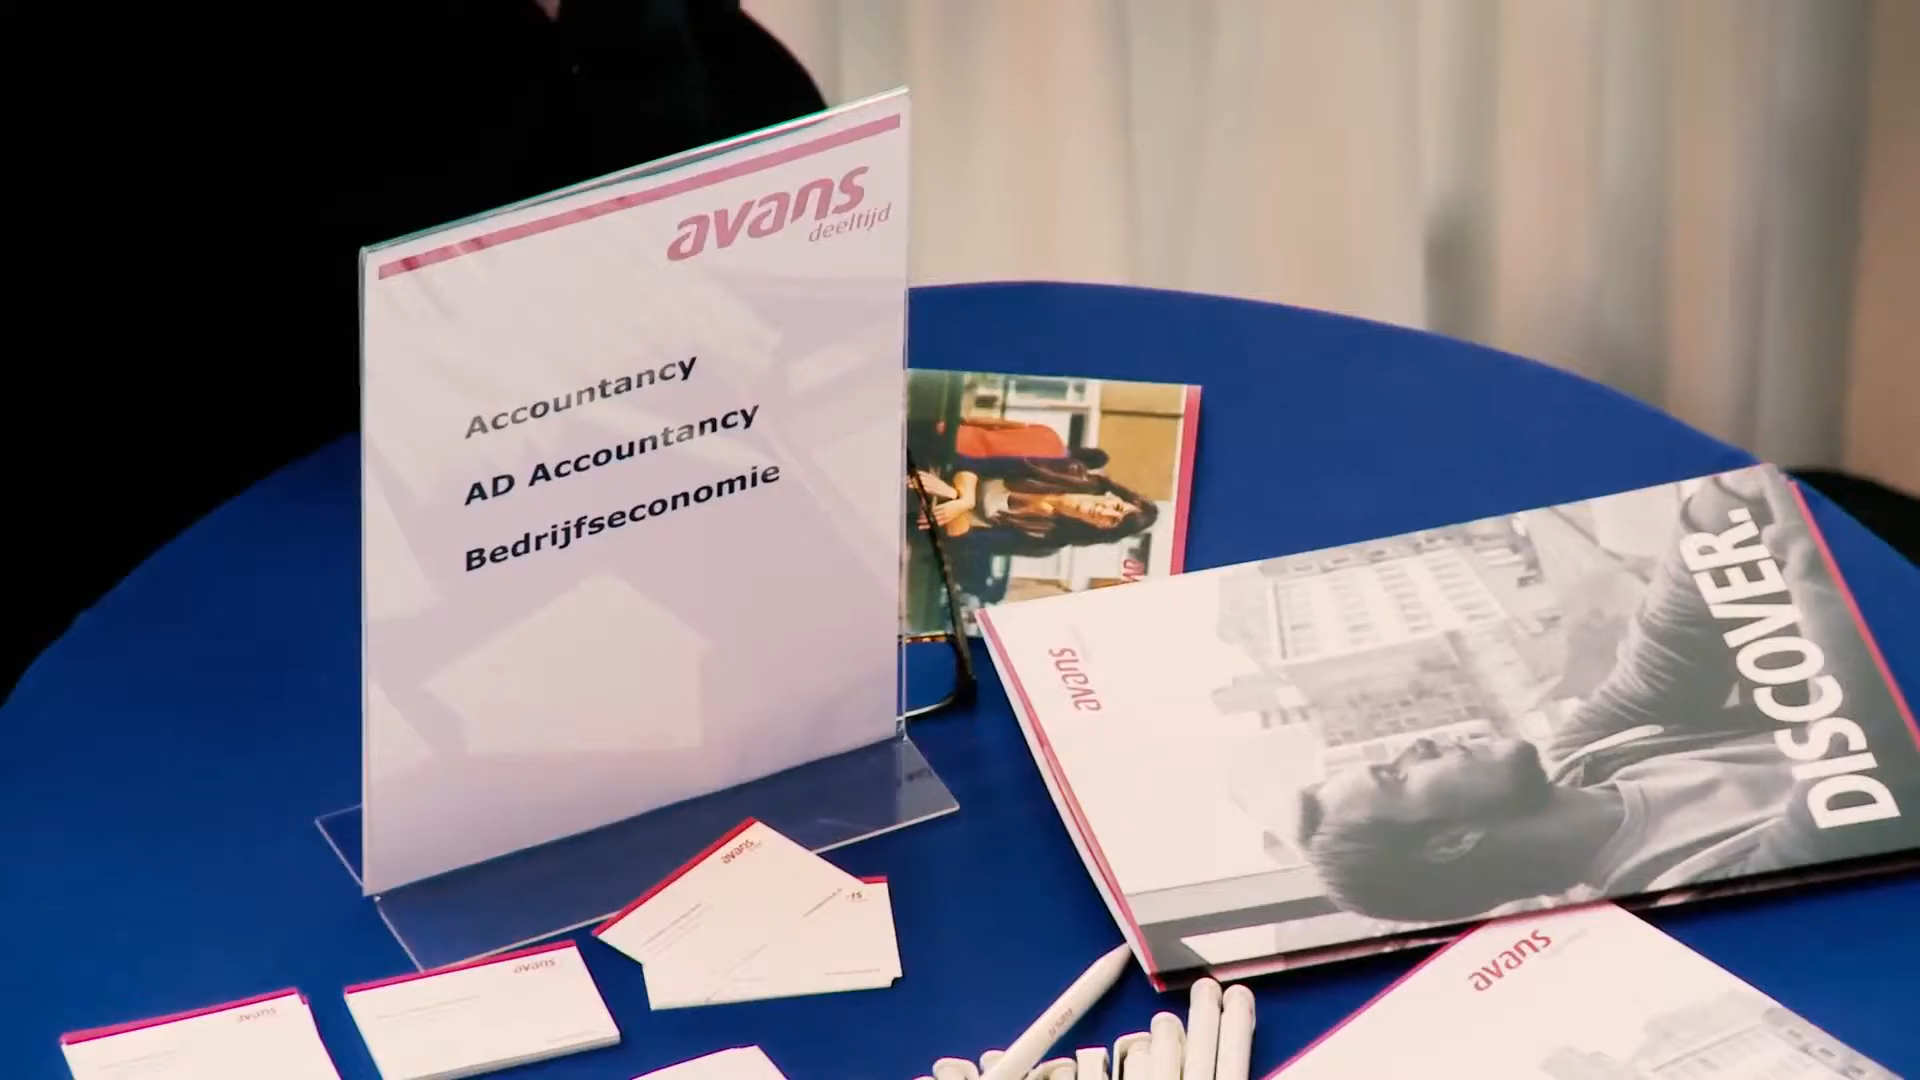 avans
deeltijd
Accountancy
AD Accountancy
Bedrijfseconomie
DISCOVER.
avans
avans
avans
avans
avans